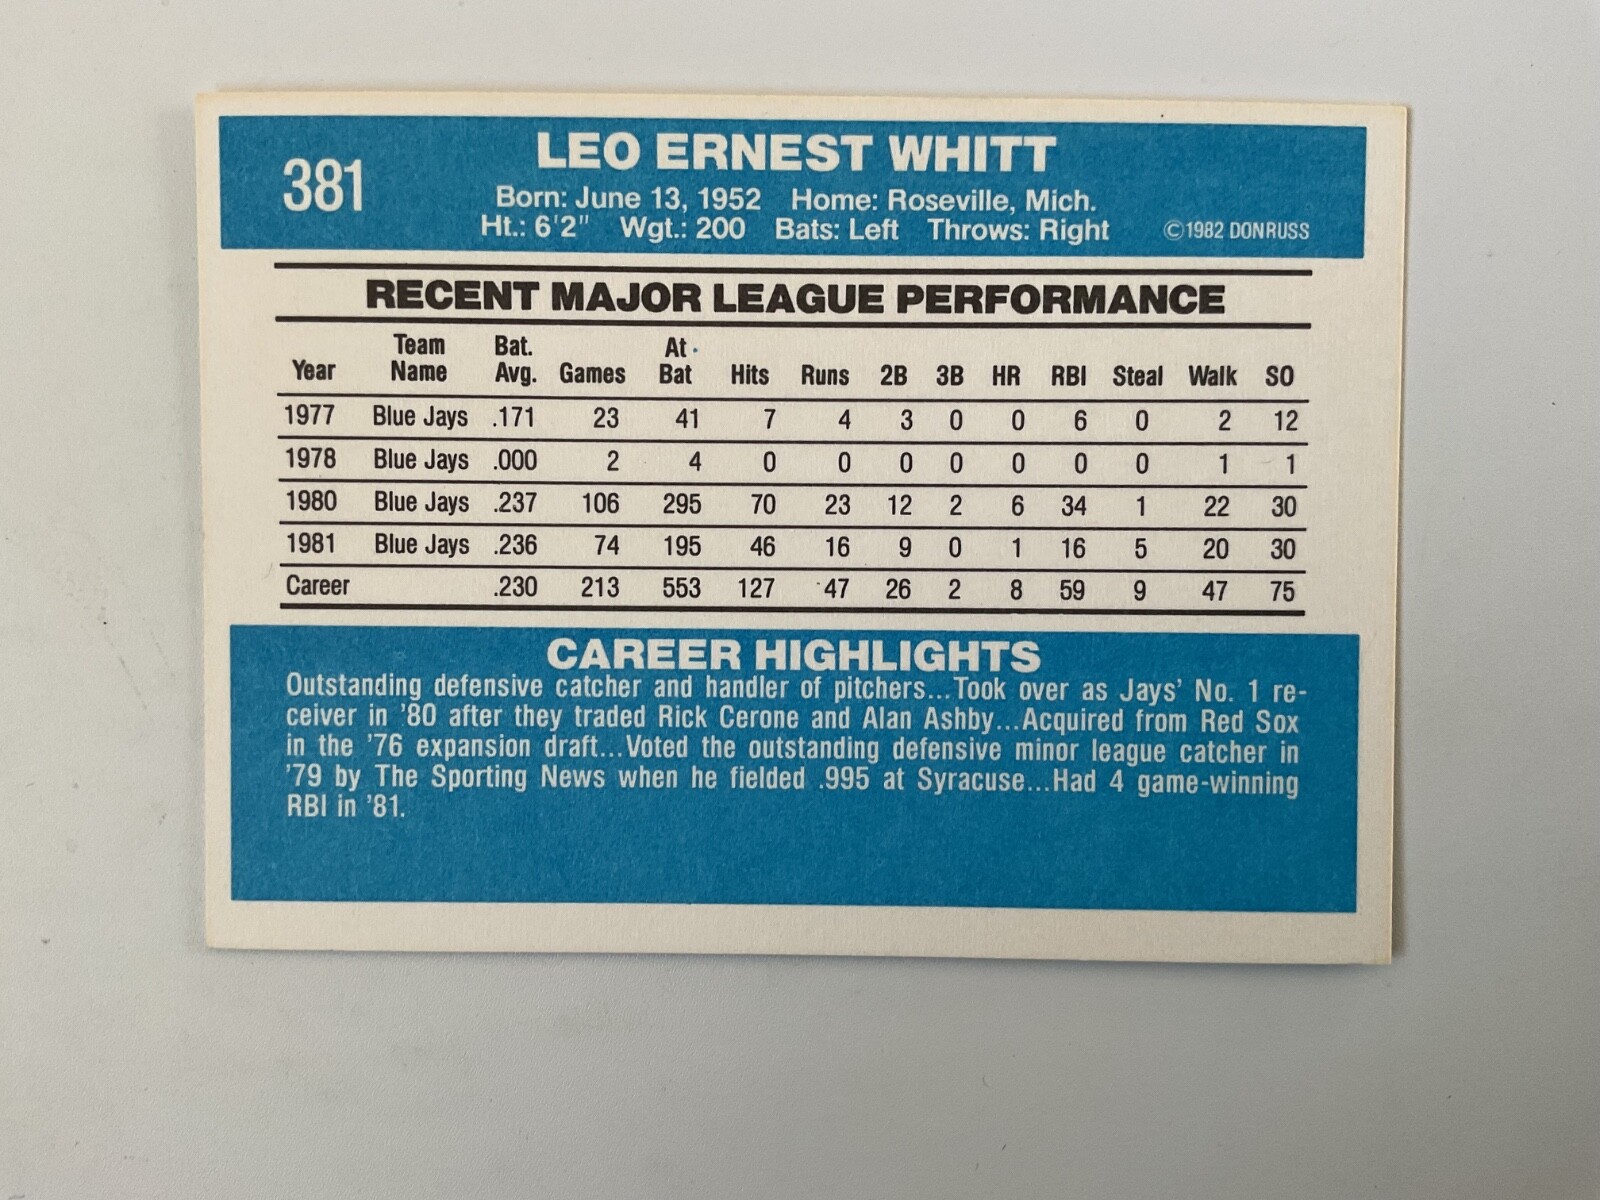 381
LEO ERNEST WHITT
Born: June 13, 1952 Home: Roseville, Mich.
Ht.: 6'2" Wgt.: 200 Bats: Left Throws: Right
©1982 DONRUSS
RECENT MAJOR LEAGUE PERFORMANCE
Year Team Name Bat. Avg. Games At Bat Hits Runs 2B 3B HR RBI Steal Walk SO
1977 Blue Jays .171 23 41 7 4 3 0 0 6 0 2 12
1978 Blue Jays .000 2 4 0 0 0 0 0 0 0 1 1
1980 Blue Jays .237 106 295 70 23 12 2 6 34 1 22 30
1981 Blue Jays .236 74 195 46 16 9 0 1 16 5 20 30
Career .230 213 553 127 47 26 2 8 59 9 47 75
CAREER HIGHLIGHTS
Outstanding defensive catcher and handler of pitchers...Took over as Jays' No. 1 re-
ceiver in '80 after they traded Rick Cerone and Alan Ashby...Acquired from Red Sox
in the '76 expansion draft...Voted the outstanding defensive minor league catcher in
'79 by The Sporting News when he fielded .995 at Syracuse...Had 4 game-winning
RBI in '81.